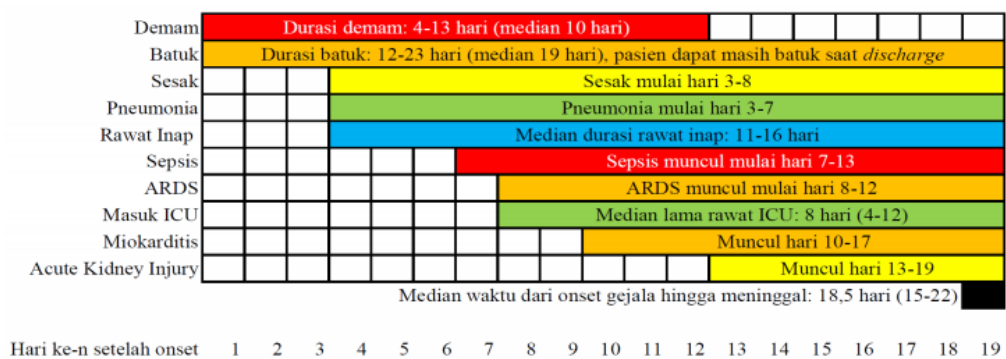 Demam Durasi demam: 4-13 hari (median 10 hari)
Batuk Durasi batuk: 12-23 hari (median 19 hari), pasien dapat masih batuk saat discharge
Sesak Sesak mulai hari 3-8
Pneumonia Pneumonia mulai hari 3-7
Rawat Inap Median durasi rawat inap: 11-16 hari
Sepsis Sepsis muncul mulai hari 7-13
ARDS ARDS muncul mulai hari 8-12
Masuk ICU Median lama rawat ICU: 8 hari (4-12)
Miokarditis Muncul hari 10-17
Acute Kidney Injury Muncul hari 13-19
Median waktu dari onset gejala hingga meninggal: 18,5 hari (15-22)
Hari ke-n setelah onset 1 2 3 4 5 6 7 8 9 10 11 12 13 14 15 16 17 18 19